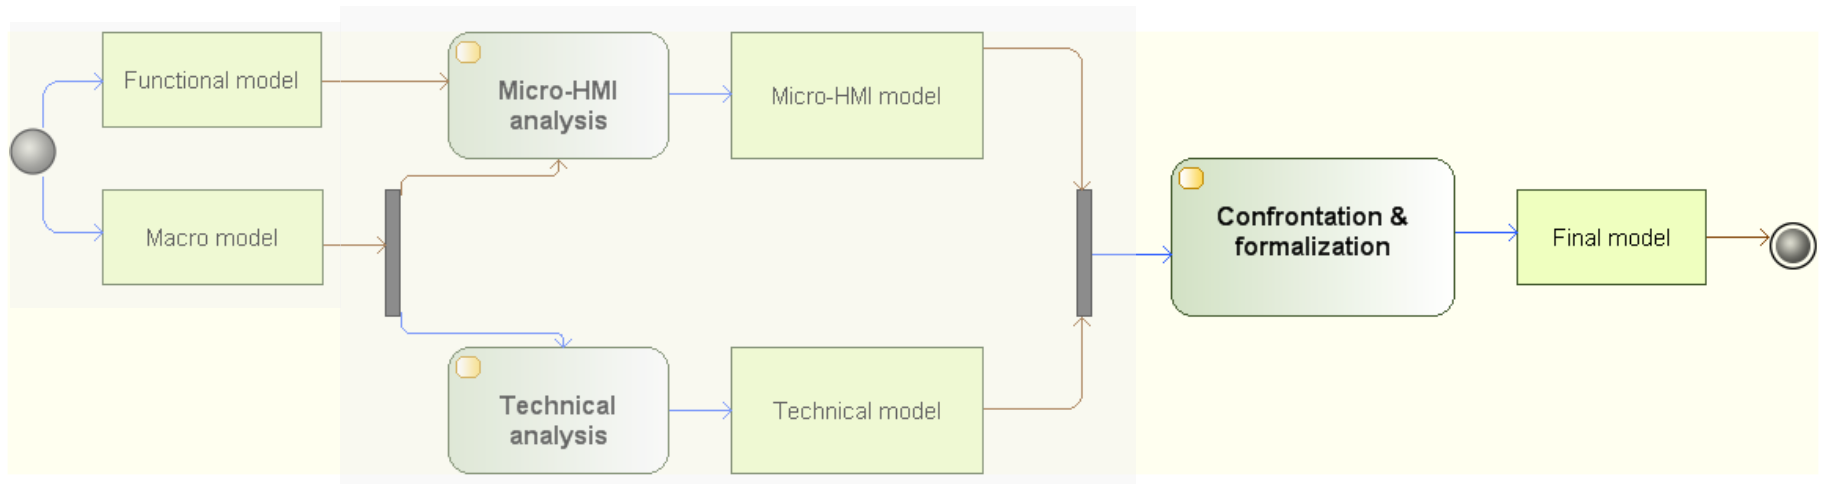 Functional model
Micro-HMI
analysis
Micro-HMI model
Macro model
Confrontation &
formalization
Final model
Technical
analysis
Technical model